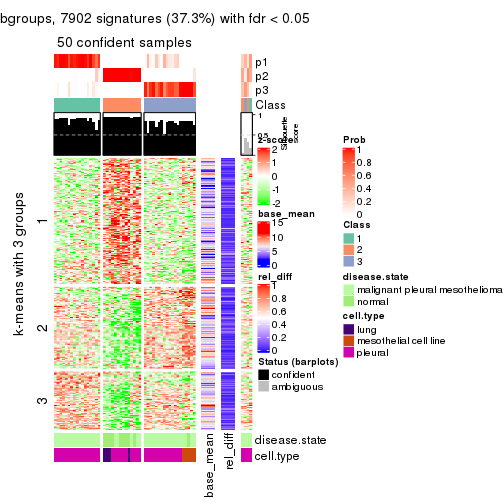 bgroups, 7902 signatures (37.3%) with fdr < 0.05
50 confident samples
p1
p2
p3
Class
1
0.5
Silhouette
score
k-means with 3 groups
1
2
3
z-score
2
1
0
-1
-2
base_mean
15
10
5
0
rel_diff
1
0.8
0.6
0.4
0.2
0
Status (barplots)
confident
ambiguous
Prob
1
0.8
0.6
0.4
0.2
0
Class
1
2
3
disease.state
malignant pleural mesothelioma
normal
cell.type
lung
mesothelial cell line
pleural
disease.state
cell.type
base_mean
rel_diff